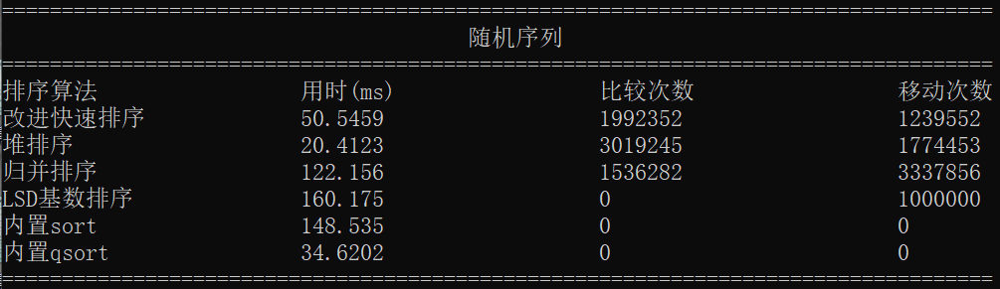 ===================================================================================
随机序列
===================================================================================
排序算法 用时(ms) 比较次数 移动次数
改进快速排序 50.5459 1992352 1239552
堆排序 20.4123 3019245 1774453
归并排序 122.156 1536282 3337856
LSD基数排序 160.175 0 1000000
内置sort 148.535 0 0
内置qsort 34.6202 0 0
===================================================================================